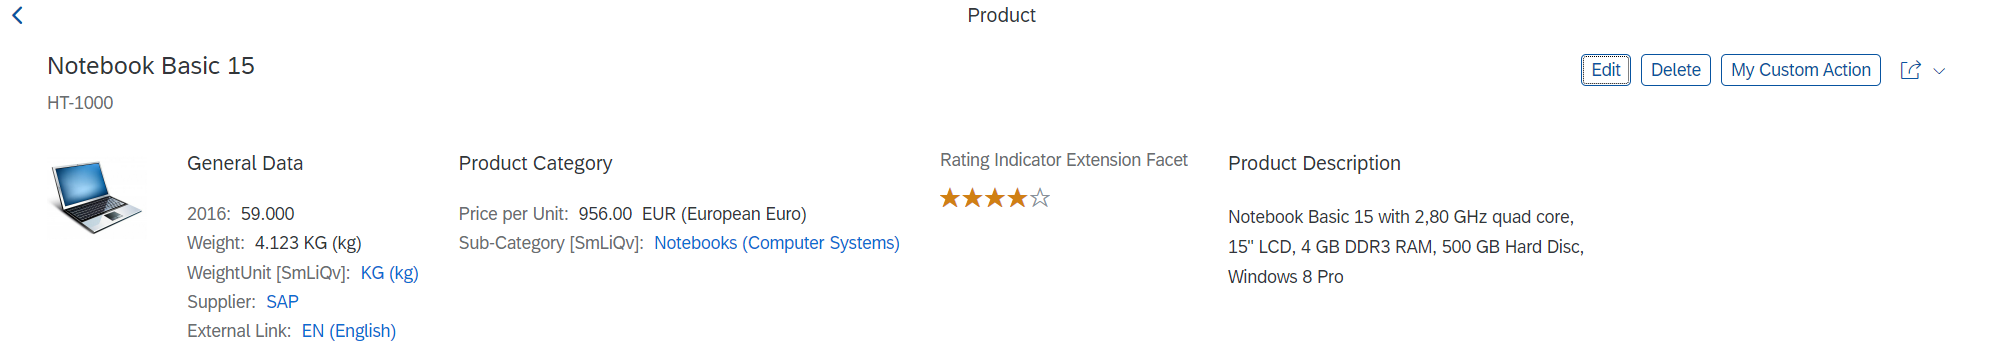 Product
Notebook Basic 15
Edit
Delete
My Custom Action
HT-1000
General Data
2016: 59.000
Weight: 4.123 KG (kg)
WeightUnit [SmLiQv]: KG (kg)
Supplier: SAP
External Link: EN (English)
Product Category
Price per Unit: 956.00 EUR (European Euro)
Sub-Category [SmLiQv]: Notebooks (Computer Systems)
Rating Indicator Extension Facet
Product Description
Notebook Basic 15 with 2,80 GHz quad core,
15" LCD, 4 GB DDR3 RAM, 500 GB Hard Disc,
Windows 8 Pro